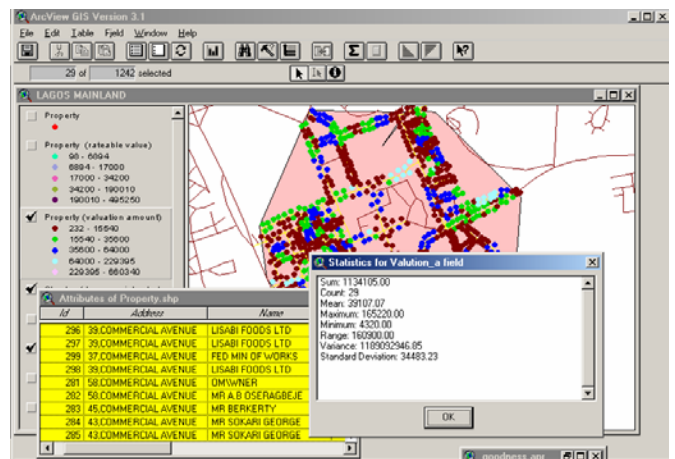 ArcView GIS Version 3.1
File Edit Table Field Window Help
29 of 1242 selected
LAGOS MAINLAND
Property
Property (rateable value)
98 - 6894
6894 - 17000
17000 - 34200
34200 - 190010
190010 - 495250
Property (valuation amount)
232 - 15540
15540 - 35600
35600 - 64000
64000 - 229395
229395 - 660340
Statistics for Valution_a field
Sum: 1134105.00
Count: 29
Mean: 39107.07
Maximum: 165220.00
Minimum: 4320.00
Range: 160900.00
Variance: 1189092946.85
Standard Deviation: 34483.23
OK
Attributes of Property.shp
Id Address Name
296 39,COMMERCIAL AVENUE LISABI FOODS LTD
297 39,COMMERCIAL AVENUE LISABI FOODS LTD
299 37,COMMERCIAL AVENUE FED MIN OF WORKS
298 39,COMMERCIAL AVENUE LISABI FOODS LTD
281 58,COMMERCIAL AVENUE OM\WNER
282 58,COMMERCIAL AVENUE MR A.B OSERAGBEJE
283 45,COMMERCIAL AVENUE MR BERKERTY
284 43,COMMERCIAL AVENUE MR SOKARI GEORGE
285 43,COMMERCIAL AVENUE MR SOKARI GEORGE
goodness.apr